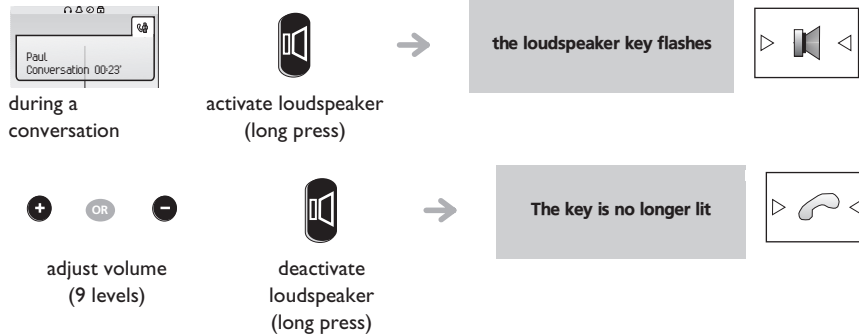 Paul
Conversation 00:23'
during a
conversation
activate loudspeaker
(long press)
the loudspeaker key flashes
OR
adjust volume
(9 levels)
deactivate
loudspeaker
(long press)
The key is no longer lit